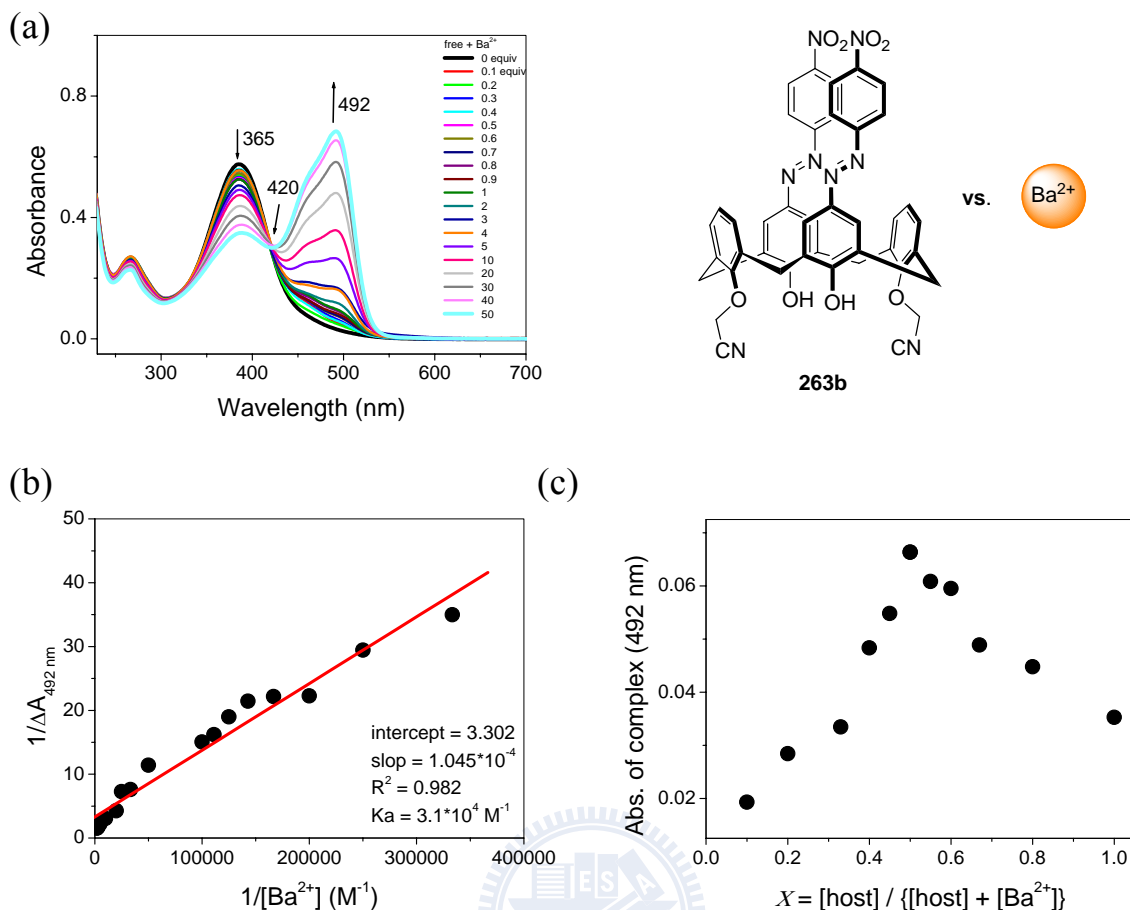 (a)
free + Ba²⁺
0 equiv
0.1 equiv
0.2
0.3
0.4
0.5
0.6
0.7
0.8
0.9
1
2
3
4
5
10
20
30
40
50
365
420
492
0.8
0.4
0.0
Absorbance
300 400 500 600 700
Wavelength (nm)
NO₂ NO₂
N N
N N
OH OH
O O
CN CN
263b
vs.
Ba²⁺
(b)
50
40
30
20
10
0
1/ΔA₄₉₂ ₙₘ
intercept = 3.302
slop = 1.045*10⁻⁴
R² = 0.982
Ka = 3.1*10⁴ M⁻¹
0 100000 200000 300000 400000
1/[Ba²⁺] (M⁻¹)
(c)
0.06
0.04
0.02
Abs. of complex (492 nm)
0.0 0.2 0.4 0.6 0.8 1.0
X = [host] / {[host] + [Ba²⁺]}
E S A